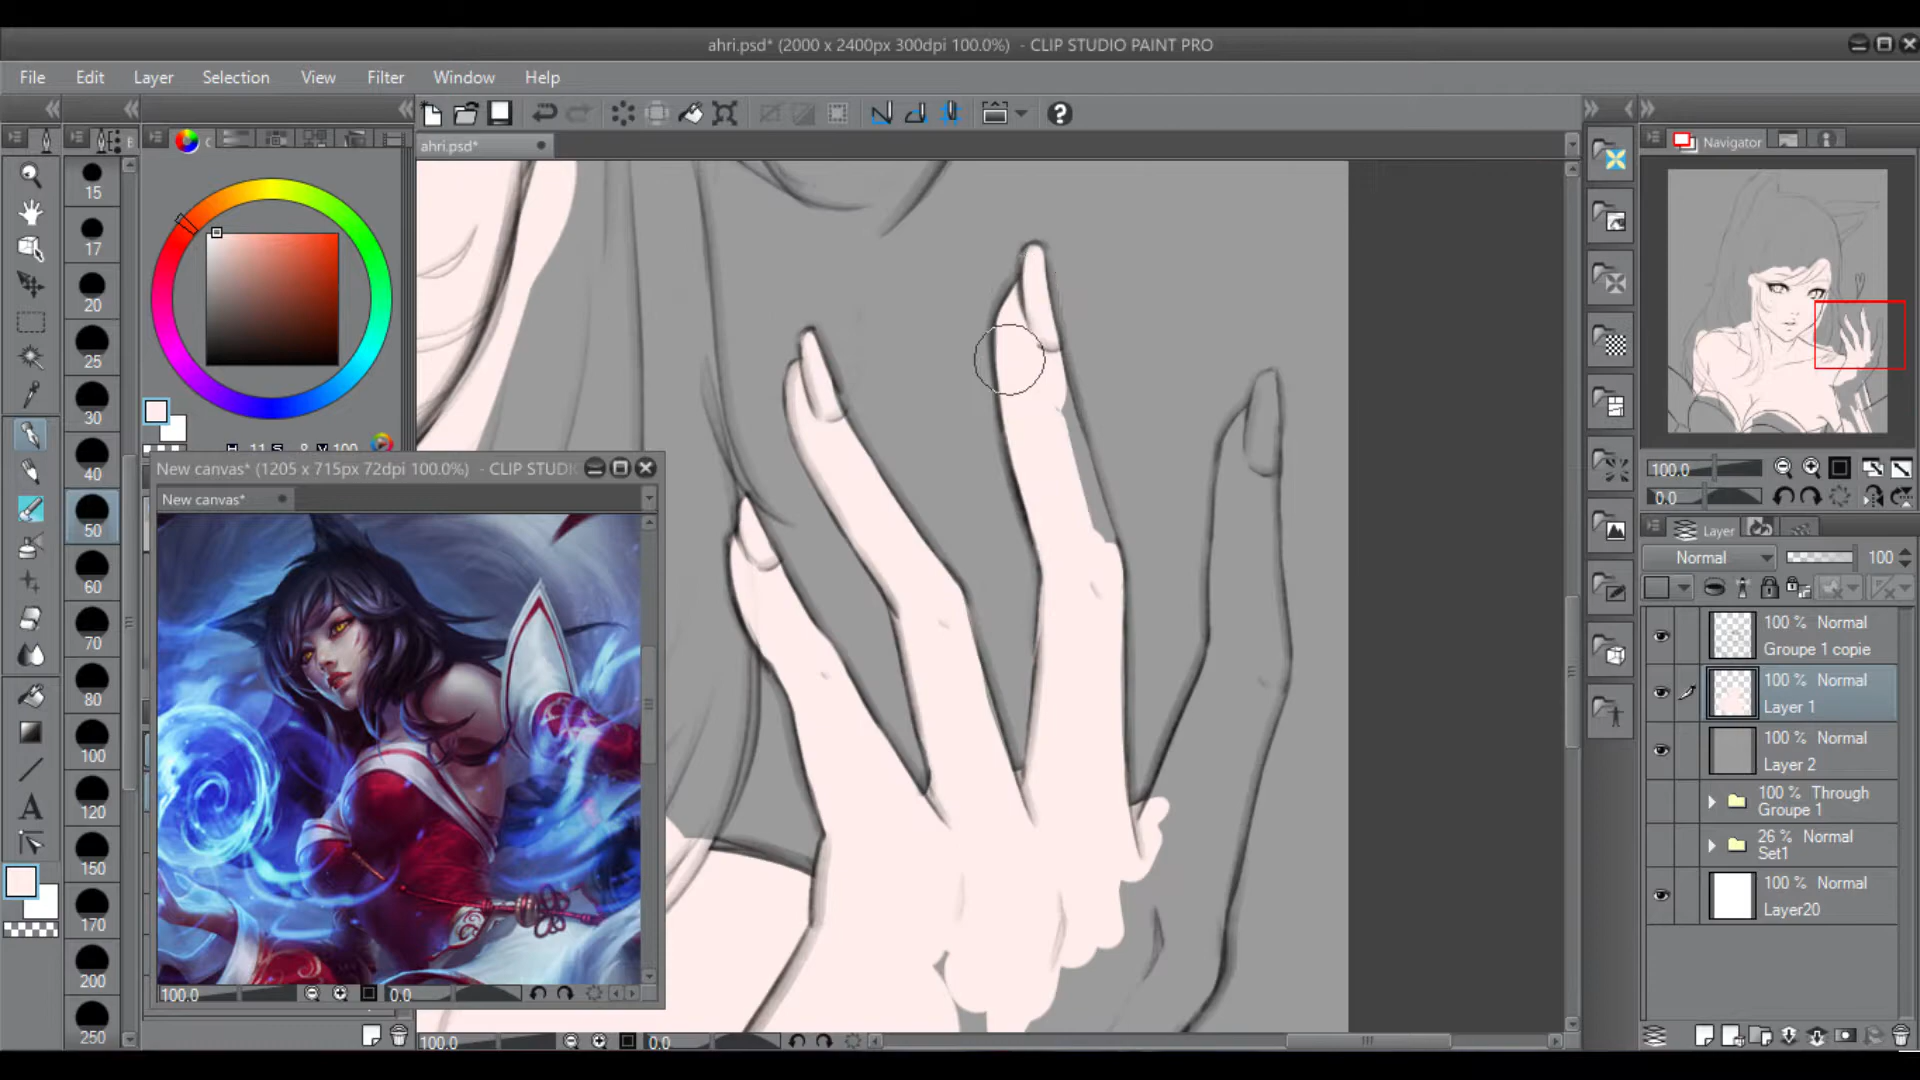 ahri.psd* (2000 x 2400px 300dpi 100.0%) - CLIP STUDIO PAINT PRO
File Edit Layer Selection View Filter Window Help
ahri.psd*
Navigator
15
17
20
25
30
40
50
60
70
80
100
120
150
170
200
250
H 11 S 8 V 100
New canvas* (1205 x 715px 72dpi 100.0%) - CLIP STUDI
New canvas*
100.0 0.0
100.0 0.0
100.0
0.0
Layer
Normal 100
100 % Normal
Groupe 1 copie
100 % Normal
Layer 1
100 % Normal
Layer 2
100 % Through
Groupe 1
26 % Normal
Set1
100 % Normal
Layer20